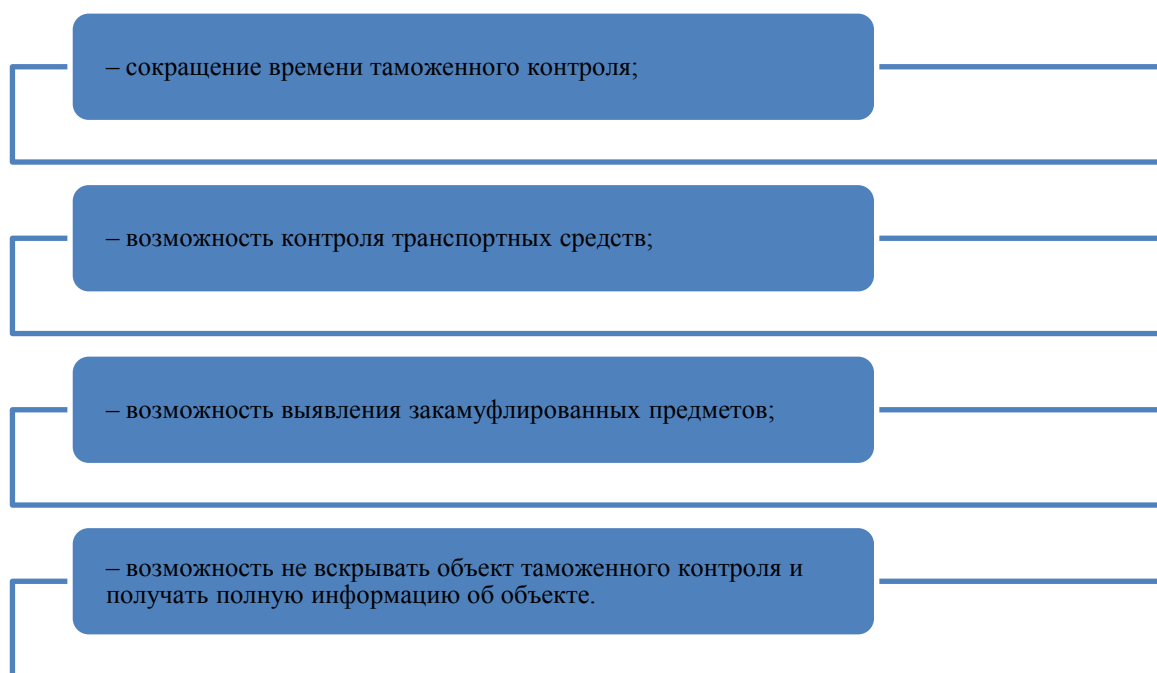 – сокращение времени таможенного контроля;
– возможность контроля транспортных средств;
– возможность выявления закамуфлированных предметов;
– возможность не вскрывать объект таможенного контроля и
получать полную информацию об объекте.